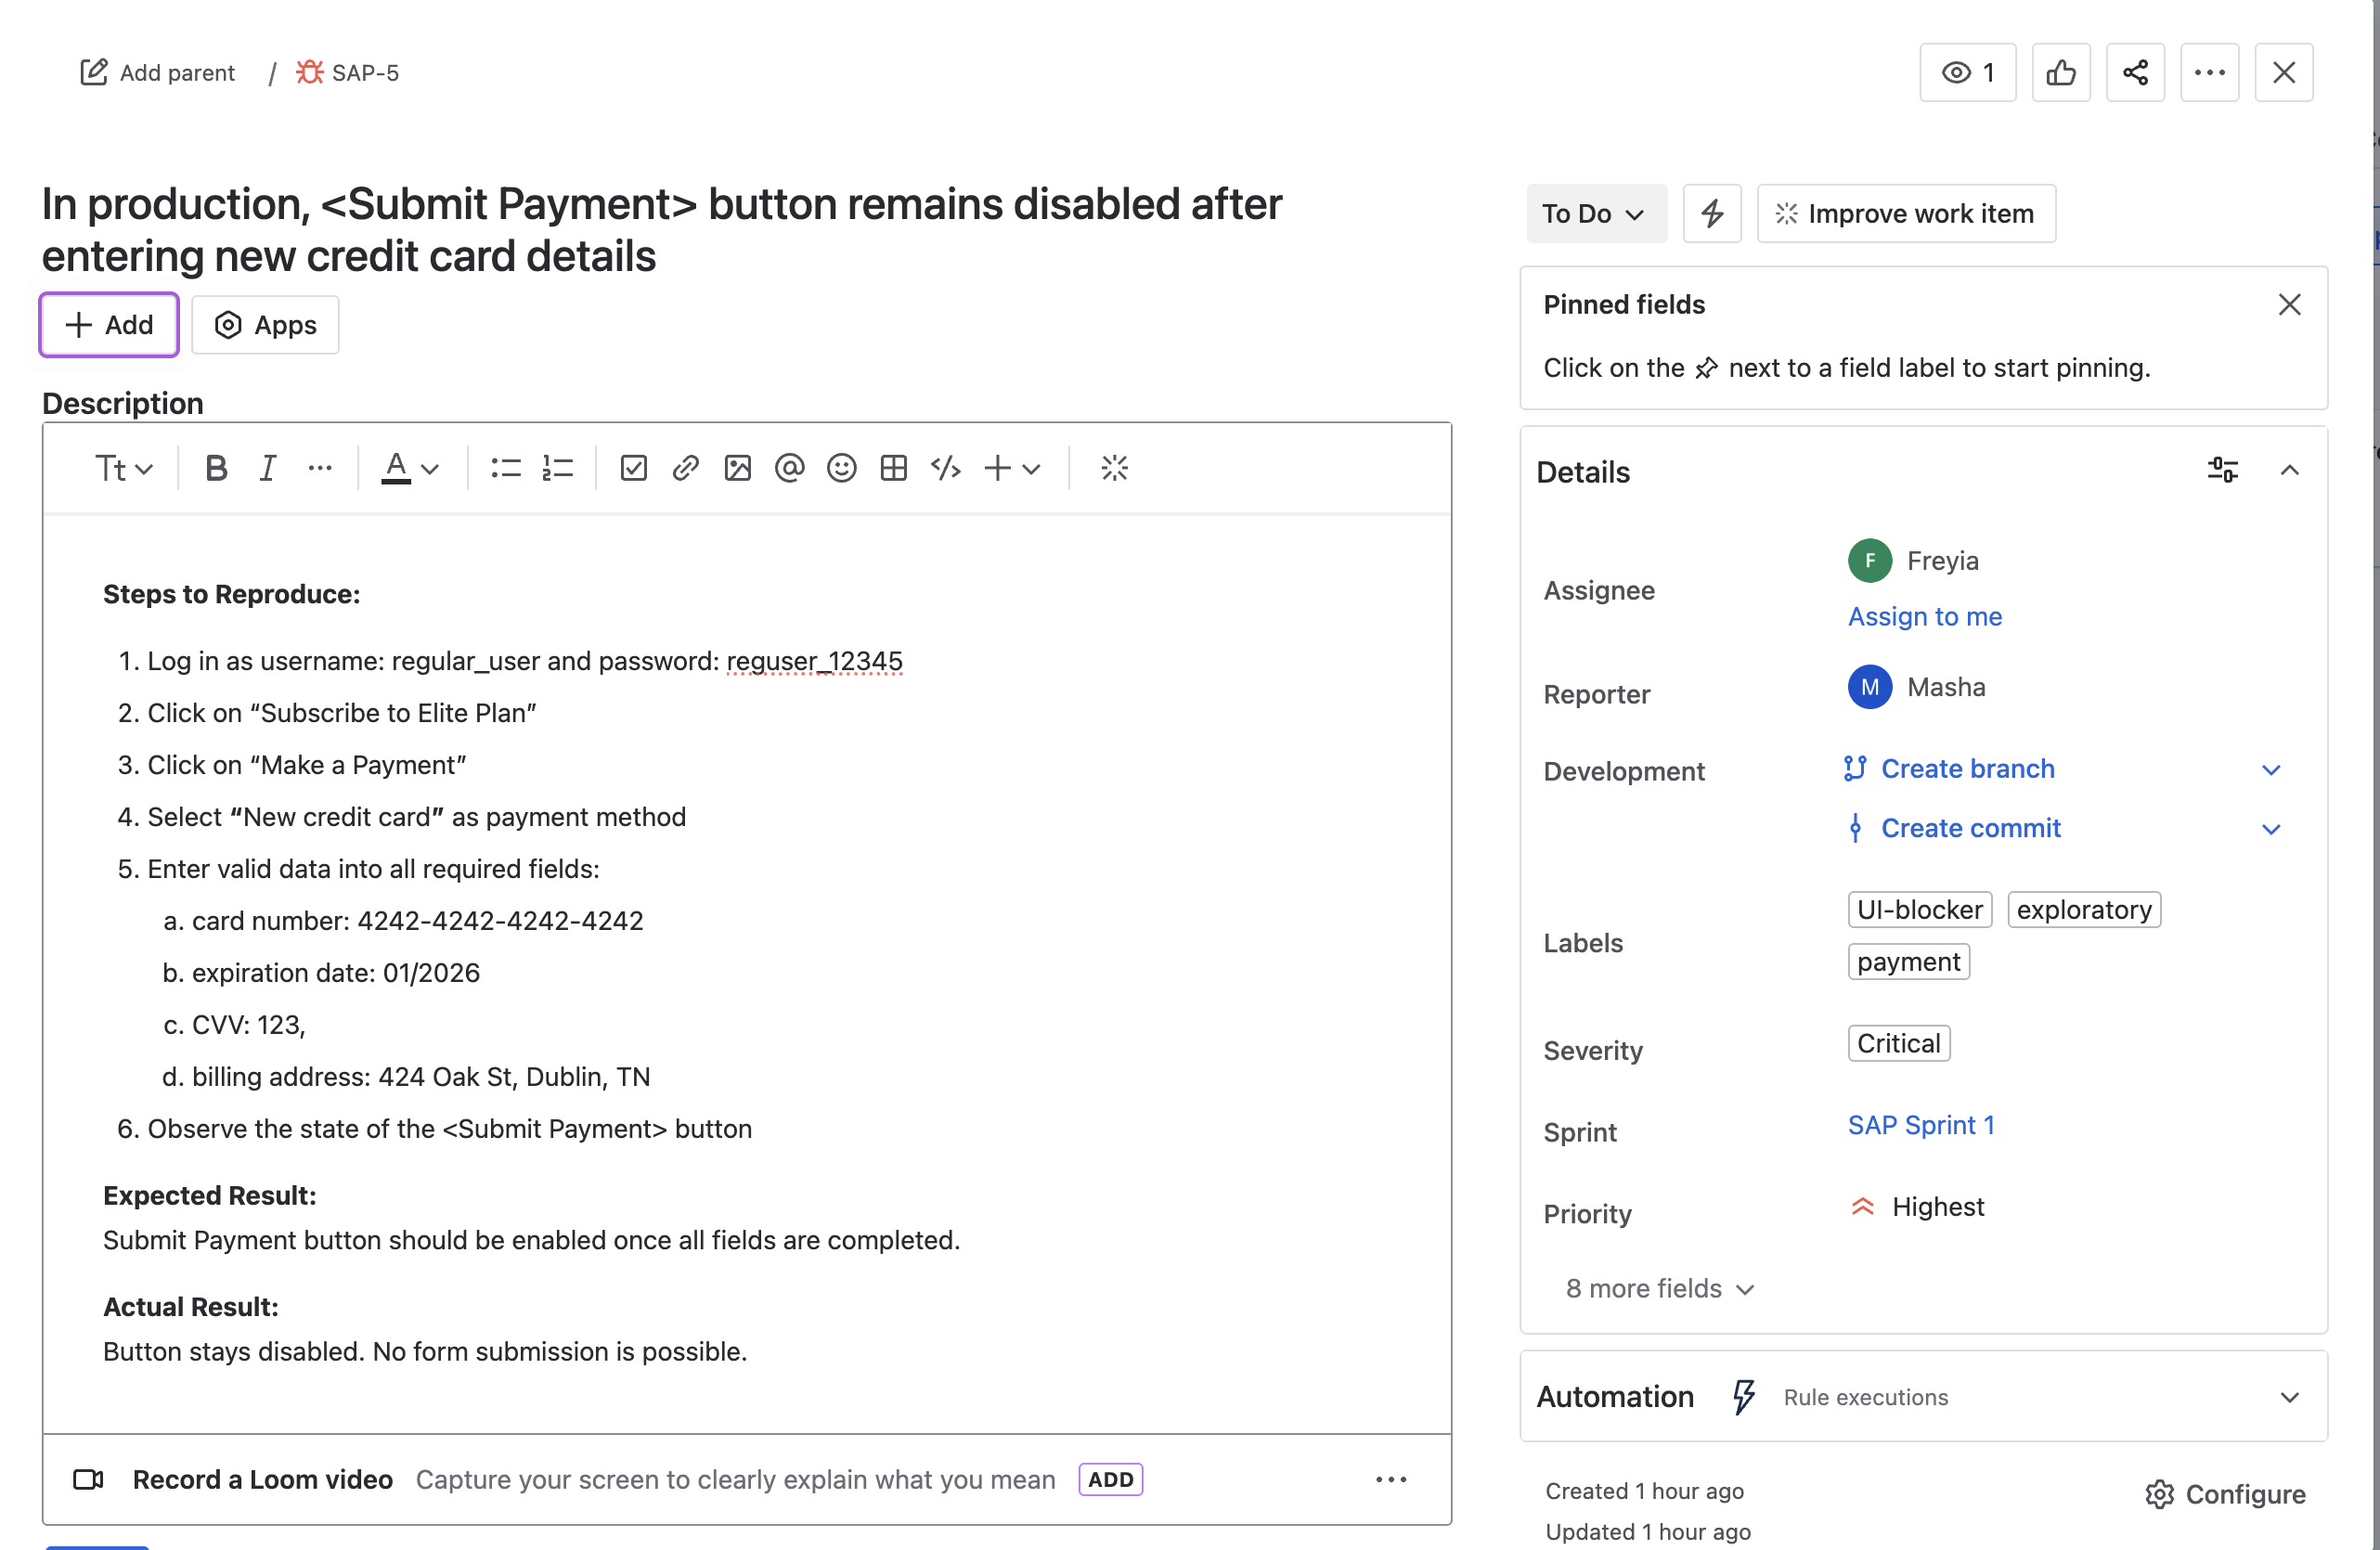 Add parent / SAP-5
1
In production, <Submit Payment> button remains disabled after
entering new credit card details
Add Apps
Description
Tt B I ... A
Steps to Reproduce:
1. Log in as username: regular_user and password: reguser_12345
2. Click on “Subscribe to Elite Plan”
3. Click on “Make a Payment”
4. Select “New credit card” as payment method
5. Enter valid data into all required fields:
a. card number: 4242-4242-4242-4242
b. expiration date: 01/2026
c. CVV: 123,
d. billing address: 424 Oak St, Dublin, TN
6. Observe the state of the <Submit Payment> button
Expected Result:
Submit Payment button should be enabled once all fields are completed.
Actual Result:
Button stays disabled. No form submission is possible.
Record a Loom video Capture your screen to clearly explain what you mean ADD
To Do Improve work item
Pinned fields
Click on the next to a field label to start pinning.
Details
Assignee
F Freyia
Assign to me
Reporter
M Masha
Development
Create branch
Create commit
Labels
UI-blocker exploratory
payment
Severity
Critical
Sprint
SAP Sprint 1
Priority
Highest
8 more fields
Automation Rule executions
Created 1 hour ago
Updated 1 hour ago
Configure